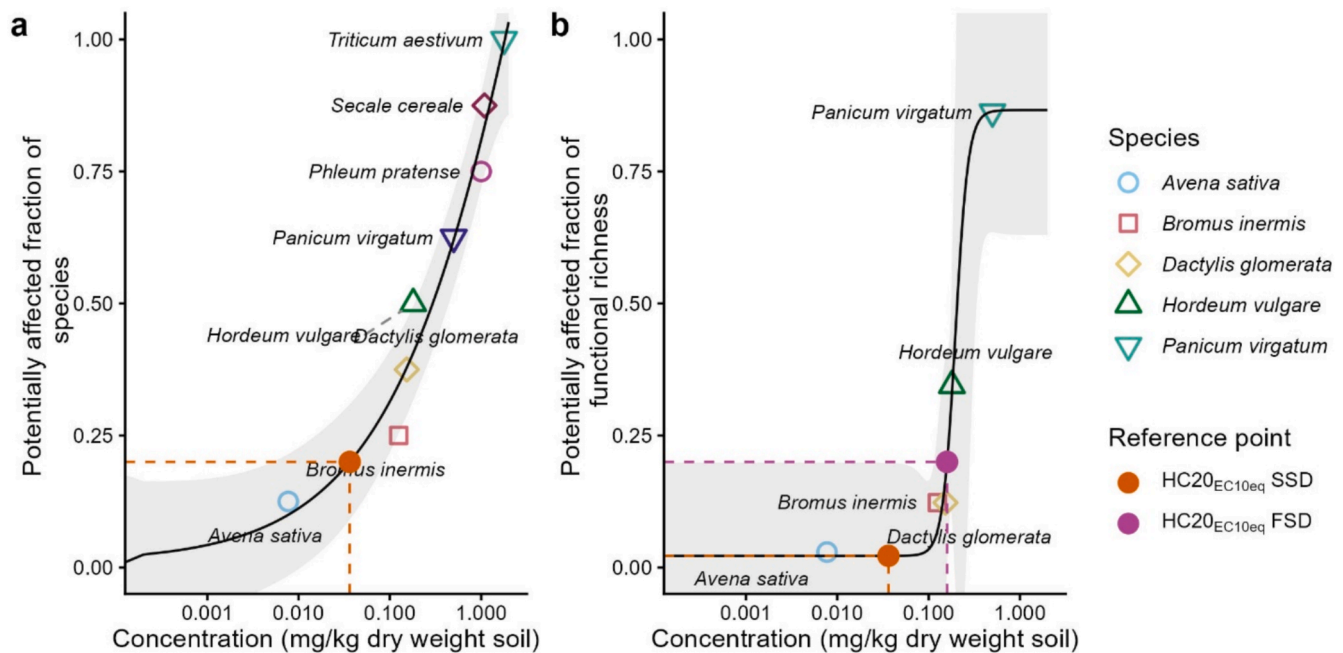 a
Potentially affected fraction of
species
1.00
0.75
0.50
0.25
0.00
Triticum aestivum
Secale cereale
Phleum pratense
Panicum virgatum
Hordeum vulgare
Dactylis glomerata
Bromus inermis
Avena sativa
0.001
0.010
0.100
1.000
Concentration (mg/kg dry weight soil)
b
Potentially affected fraction of
functional richness
1.00
0.75
0.50
0.25
0.00
Panicum virgatum
Hordeum vulgare
Bromus inermis
Dactylis glomerata
Avena sativa
0.001
0.010
0.100
1.000
Concentration (mg/kg dry weight soil)
Species
Avena sativa
Bromus inermis
Dactylis glomerata
Hordeum vulgare
Panicum virgatum
Reference point
HC20EC10eq SSD
HC20EC10eq FSD